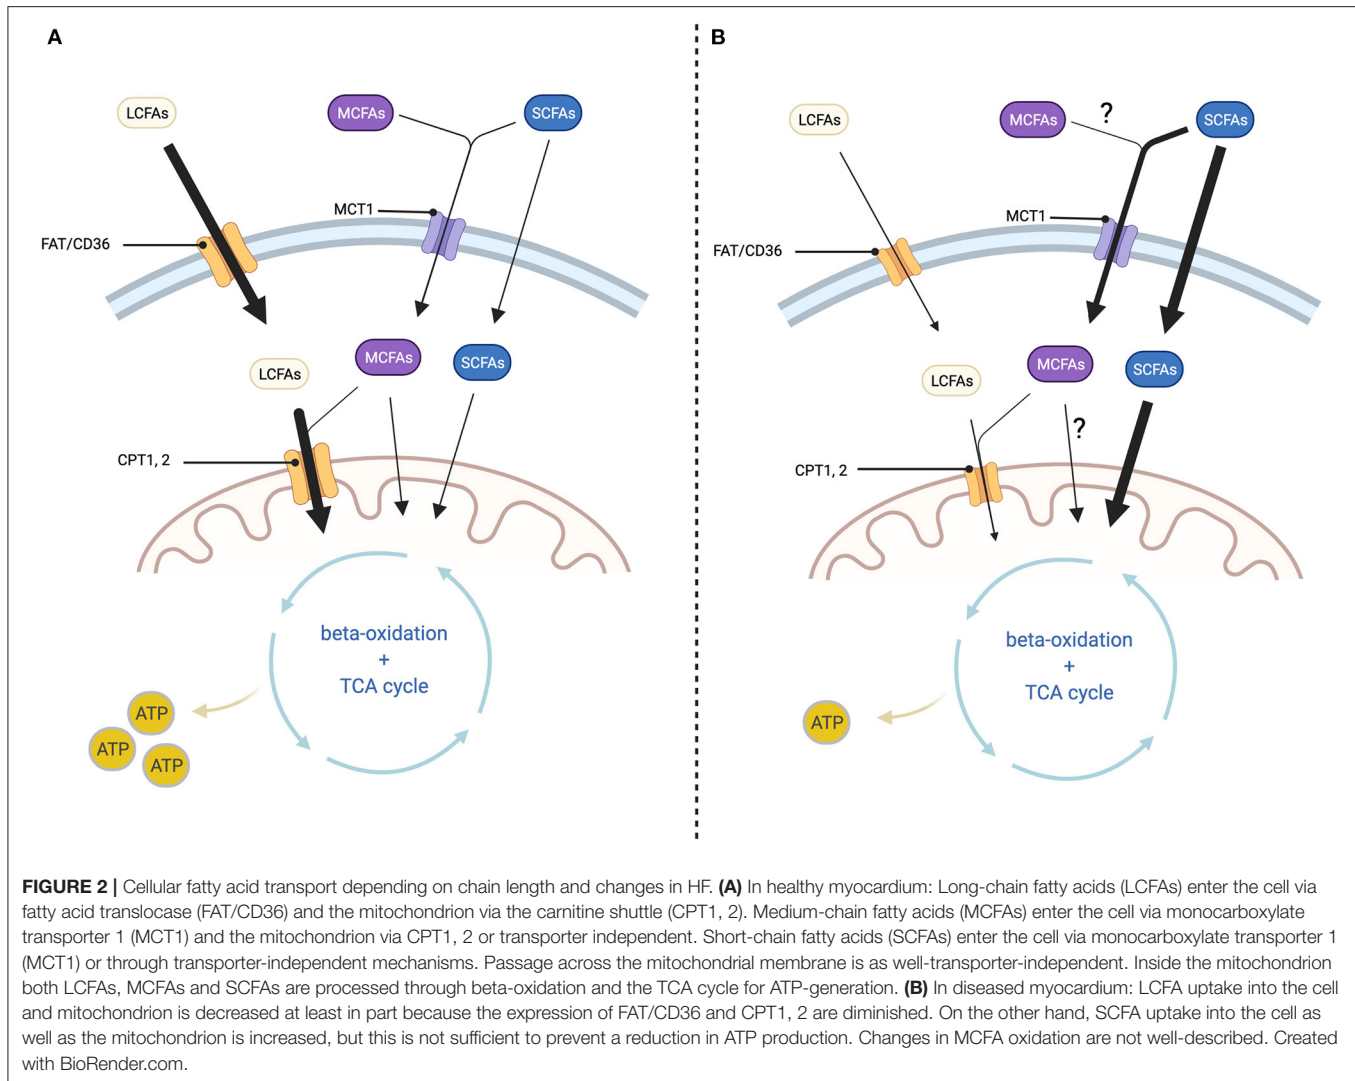 A
B
LCFAs
MCFAs
SCFAs
LCFAs
MCFAs
?
SCFAs
MCT1
FAT/CD36
MCT1
FAT/CD36
LCFAs
MCFAs
SCFAs
LCFAs
MCFAs
SCFAs
?
CPT1, 2
CPT1, 2
beta-oxidation
+
TCA cycle
beta-oxidation
+
TCA cycle
ATP
ATP
ATP
ATP
FIGURE 2 | Cellular fatty acid transport depending on chain length and changes in HF. (A) In healthy myocardium: Long-chain fatty acids (LCFAs) enter the cell via
fatty acid translocase (FAT/CD36) and the mitochondrion via the carnitine shuttle (CPT1, 2). Medium-chain fatty acids (MCFAs) enter the cell via monocarboxylate
transporter 1 (MCT1) and the mitochondrion via CPT1, 2 or transporter independent. Short-chain fatty acids (SCFAs) enter the cell via monocarboxylate transporter 1
(MCT1) or through transporter-independent mechanisms. Passage across the mitochondrial membrane is as well-transporter-independent. Inside the mitochondrion
both LCFAs, MCFAs and SCFAs are processed through beta-oxidation and the TCA cycle for ATP-generation. (B) In diseased myocardium: LCFA uptake into the cell
and mitochondrion is decreased at least in part because the expression of FAT/CD36 and CPT1, 2 are diminished. On the other hand, SCFA uptake into the cell as
well as the mitochondrion is increased, but this is not sufficient to prevent a reduction in ATP production. Changes in MCFA oxidation are not well-described. Created
with BioRender.com.